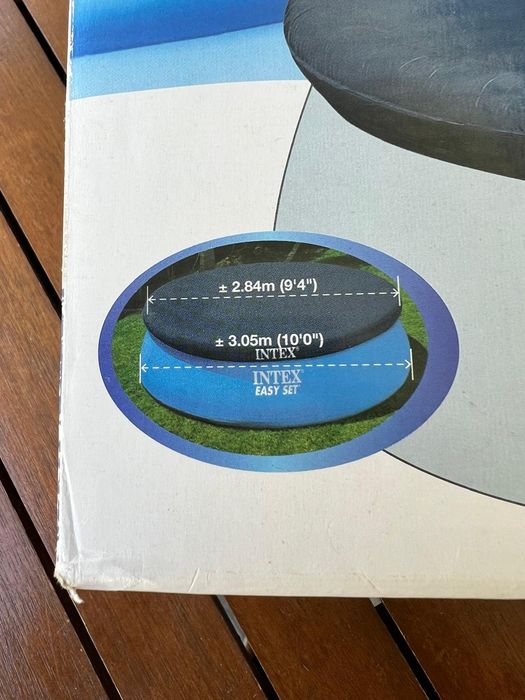 ± 2.84m (9'4")
± 3.05m (10'0")
INTEX®
INTEX®
EASY SET®